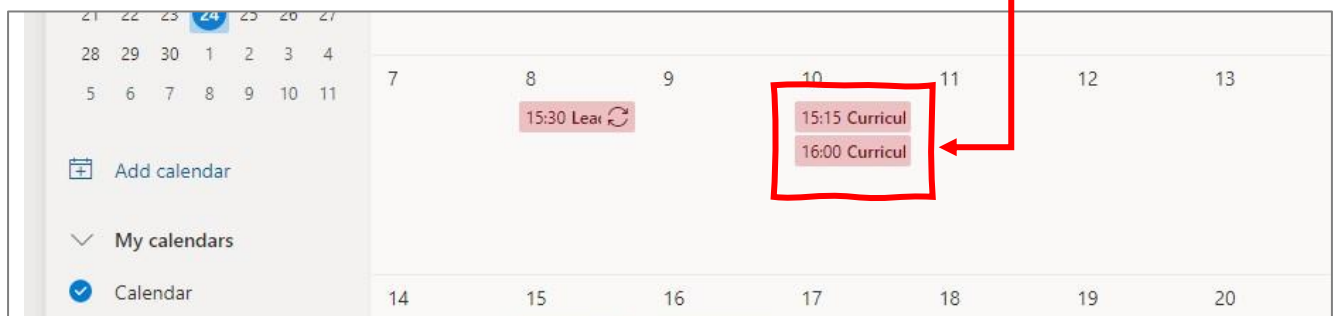 21 22 23 24 25 26 27
28 29 30 1 2 3 4
5 6 7 8 9 10 11
Add calendar
My calendars
Calendar
7 8 9 10 11 12 13
15:30 Lea
15:15 Curricul
16:00 Curricul
14 15 16 17 18 19 20